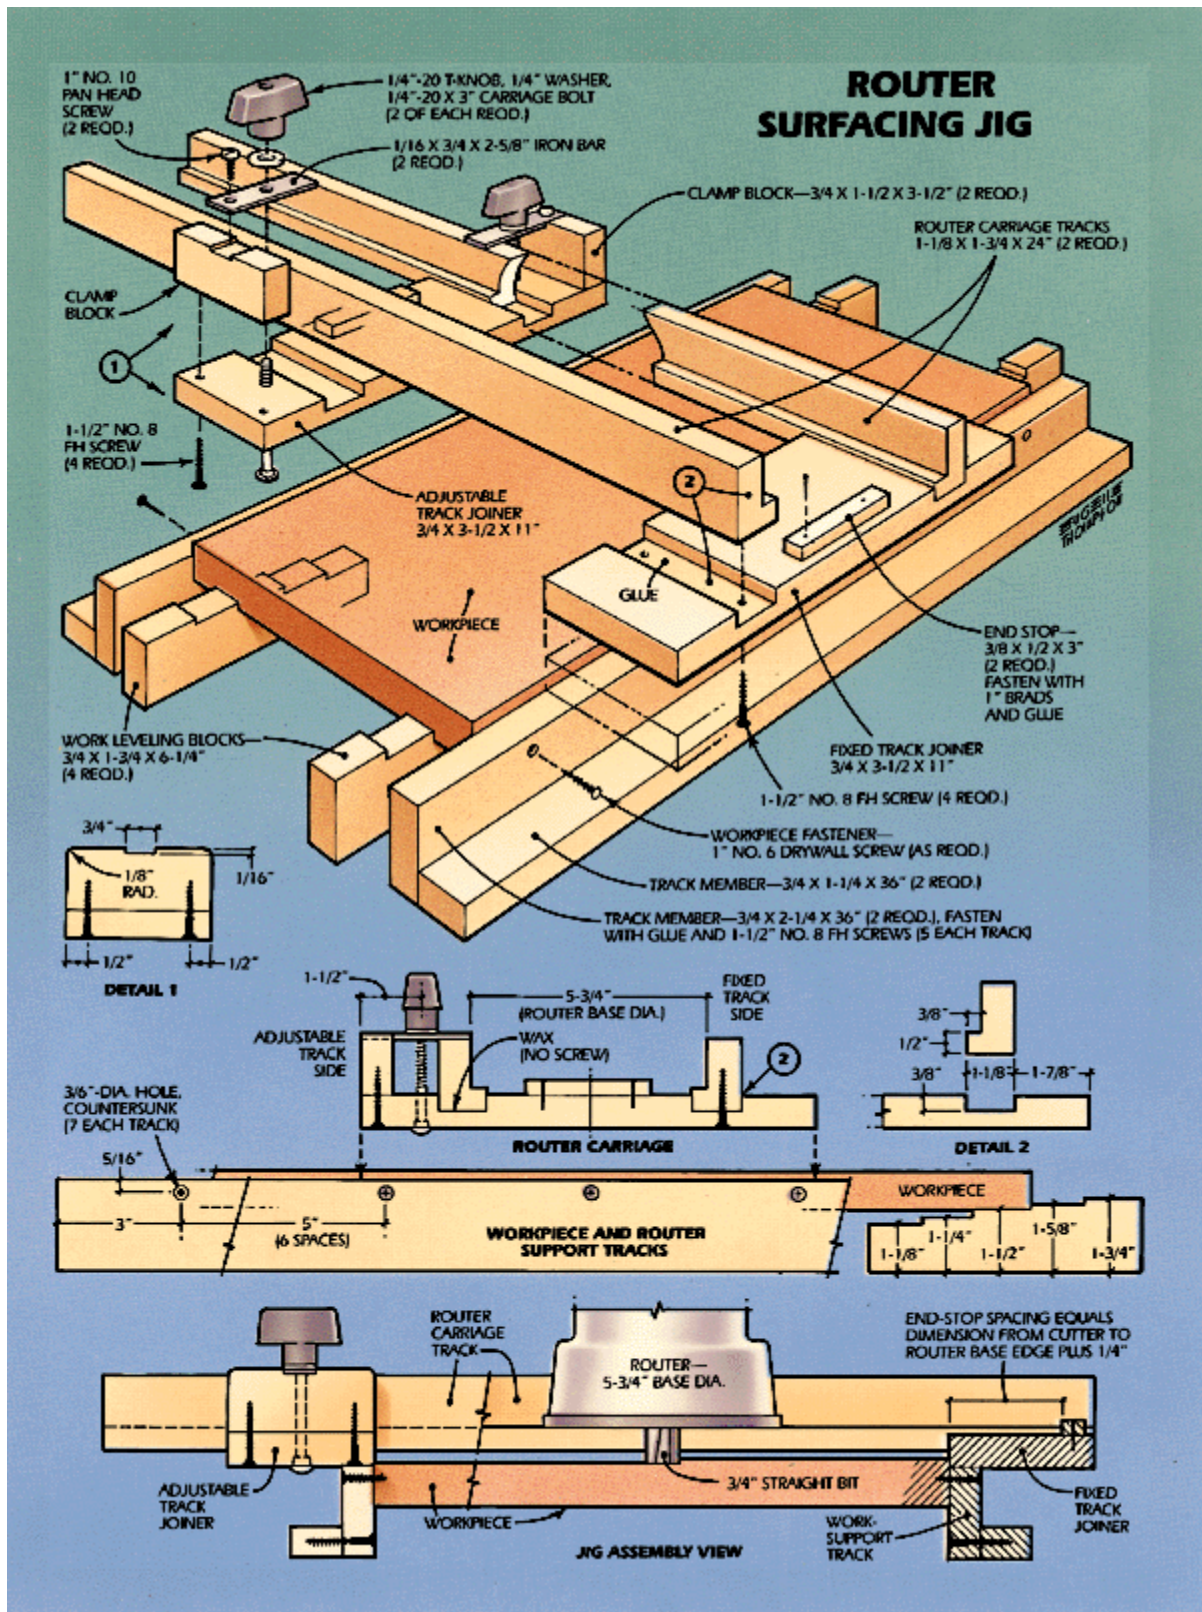 ROUTER
SURFACING JIG
1" NO. 10
PAN HEAD
SCREW
(2 REQD.)
1/4"-20 T-KNOB, 1/4" WASHER,
1/4"-20 X 3" CARRIAGE BOLT
(2 OF EACH REQD.)
1/16 X 3/4 X 2-5/8" IRON BAR
(2 REQD.)
CLAMP BLOCK—3/4 X 1-1/2 X 3-1/2" (2 REQD.)
ROUTER CARRIAGE TRACKS
1-1/8 X 1-3/4 X 24" (2 REQD.)
CLAMP
BLOCK
1
1-1/2" NO. 8
FH SCREW
(4 REQD.)
ADJUSTABLE
TRACK JOINER
3/4 X 3-1/2 X 11"
2
EUGENE
THOMPSON
GLUE
WORKPIECE
END STOP—
3/8 X 1/2 X 3"
(2 REQD.)
FASTEN WITH
1" BRADS
AND GLUE
WORK LEVELING BLOCKS—
3/4 X 1-3/4 X 6-1/4"
(4 REQD.)
FIXED TRACK JOINER
3/4 X 3-1/2 X 11"
1-1/2" NO. 8 FH SCREW (4 REQD.)
WORKPIECE FASTENER—
1" NO. 6 DRYWALL SCREW (AS REQD.)
TRACK MEMBER—3/4 X 1-1/4 X 36" (2 REQD.)
TRACK MEMBER—3/4 X 2-1/4 X 36" (2 REQD.), FASTEN
WITH GLUE AND 1-1/2" NO. 8 FH SCREWS (5 EACH TRACK)
3/4"
1/8"
RAD.
1/16"
1/2"
1/2"
DETAIL 1
1-1/2"
5-3/4"
(ROUTER BASE DIA.)
FIXED
TRACK
SIDE
ADJUSTABLE
TRACK
SIDE
WAX
(NO SCREW)
2
ROUTER CARRIAGE
3/8"
1/2"
3/8"
1-1/8"
1-7/8"
DETAIL 2
3/6"-DIA. HOLE,
COUNTERSUNK
(7 EACH TRACK)
5/16"
3"
5"
(6 SPACES)
WORKPIECE AND ROUTER
SUPPORT TRACKS
WORKPIECE
1-1/8"
1-1/4"
1-1/2"
1-5/8"
1-3/4"
ROUTER
CARRIAGE
TRACK
ROUTER—
5-3/4" BASE DIA.
END-STOP SPACING EQUALS
DIMENSION FROM CUTTER TO
ROUTER BASE EDGE PLUS 1/4"
ADJUSTABLE
TRACK
JOINER
WORKPIECE
3/4" STRAIGHT BIT
WORK-
SUPPORT
TRACK
FIXED
TRACK
JOINER
JIG ASSEMBLY VIEW